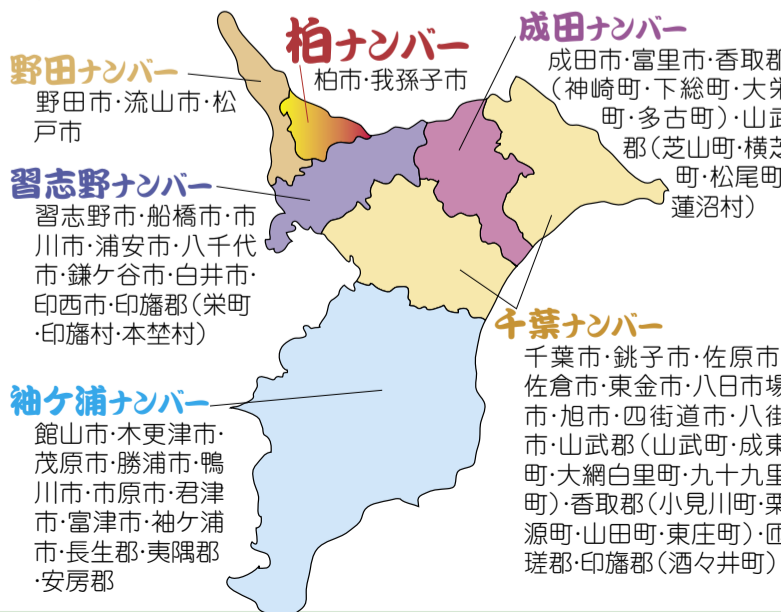 野田ナンバー
野田市・流山市・松
戸市
柏ナンバー
柏市・我孫子市
成田ナンバー
成田市・富里市・香取郡
(神崎町・下総町・大栄
町・多古町)・山武
郡(芝山町・横芝
町・松尾町
蓮沼村)
習志野ナンバー
習志野市・船橋市・市
川市・浦安市・八千代
市・鎌ケ谷市・白井市・
印西市・印旛郡(栄町
・印旛村・本埜村)
千葉ナンバー
千葉市・銚子市・佐原市
佐倉市・東金市・八日市場
市・旭市・四街道市・八街
市・山武郡(山武町・成東
町・大網白里町・九十九里
町)・香取郡(小見川町・栗
源町・山田町・東庄町)・匝
瑳郡・印旛郡(酒々井町)
袖ケ浦ナンバー
館山市・木更津市・
茂原市・勝浦市・鴨
川市・市原市・君津
市・富津市・袖ケ浦
市・長生郡・夷隅郡
・安房郡